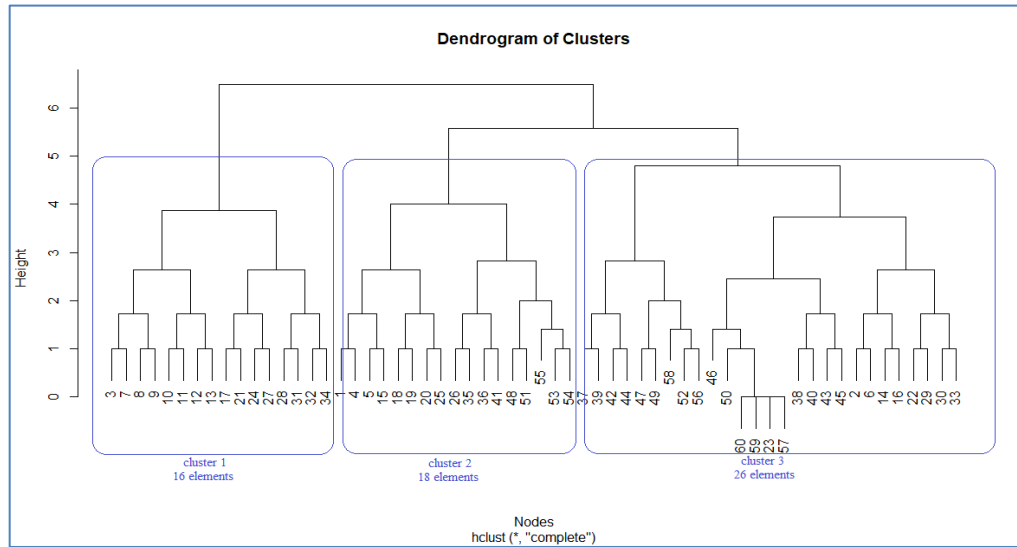 Dendrogram of Clusters
Height
6
5
4
3
2
1
0
3 7 8 9 10 11 12 13 17 21 24 27 28 31 32 34 1 4 5 15 18 19 20 25 26 35 36 41 48 51 55 53 54 37 39 42 44 47 49 58 52 56 46 50 60 59 23 57 38 40 43 45 2 6 14 16 22 29 30 33
cluster 1
16 elements
cluster 2
18 elements
cluster 3
26 elements
Nodes
hclust (*, "complete")